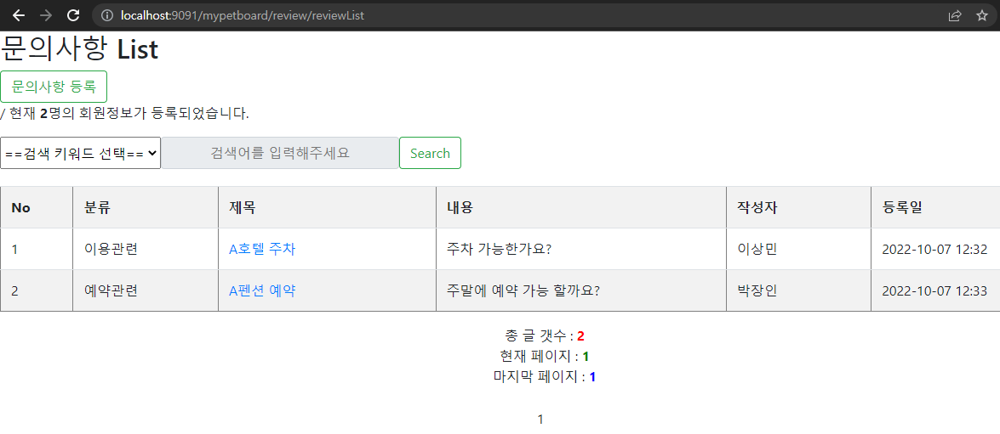 localhost:9091/mypetboard/review/reviewList
문의사항 List
문의사항 등록
/ 현재 2명의 회원정보가 등록되었습니다.
==검색 키워드 선택== 검색어를 입력해주세요 Search
No 분류 제목 내용 작성자 등록일
1 이용관련 A호텔 주차 주차 가능한가요? 이상민 2022-10-07 12:32
2 예약관련 A펜션 예약 주말에 예약 가능 할까요? 박장인 2022-10-07 12:33
총 글 갯수 : 2
현재 페이지 : 1
마지막 페이지 : 1
1